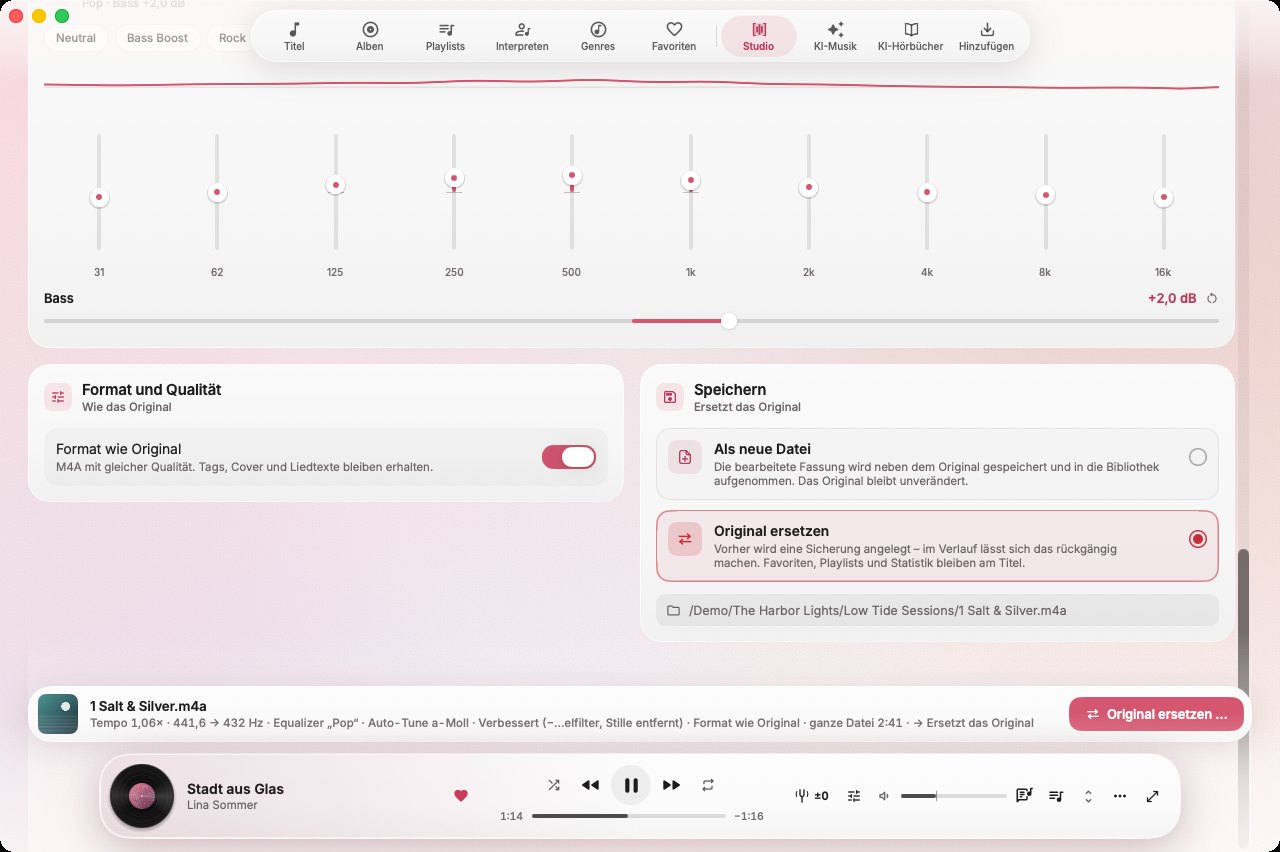 Pop · Bass +2,0 dB
Neutral
Bass Boost
Rock
Titel
Alben
Playlists
Interpreten
Genres
Favoriten
Studio
KI-Musik
KI-Hörbücher
Hinzufügen
31
62
125
250
500
1k
2k
4k
8k
16k
Bass
+2,0 dB
Format und Qualität
Wie das Original
Format wie Original
M4A mit gleicher Qualität. Tags, Cover und Liedtexte bleiben erhalten.
Speichern
Ersetzt das Original
Als neue Datei
Die bearbeitete Fassung wird neben dem Original gespeichert und in die Bibliothek
aufgenommen. Das Original bleibt unverändert.
Original ersetzen
Vorher wird eine Sicherung angelegt – im Verlauf lässt sich das rückgängig
machen. Favoriten, Playlists und Statistik bleiben am Titel.
/Demo/The Harbor Lights/Low Tide Sessions/1 Salt & Silver.m4a
1 Salt & Silver.m4a
Tempo 1,06× · 441,6 → 432 Hz · Equalizer „Pop“ · Auto-Tune a-Moll · Verbessert (−…elfilter, Stille entfernt) · Format wie Original · ganze Datei 2:41 · → Ersetzt das Original
Original ersetzen …
Stadt aus Glas
Lina Sommer
1:14
−1:16
±0